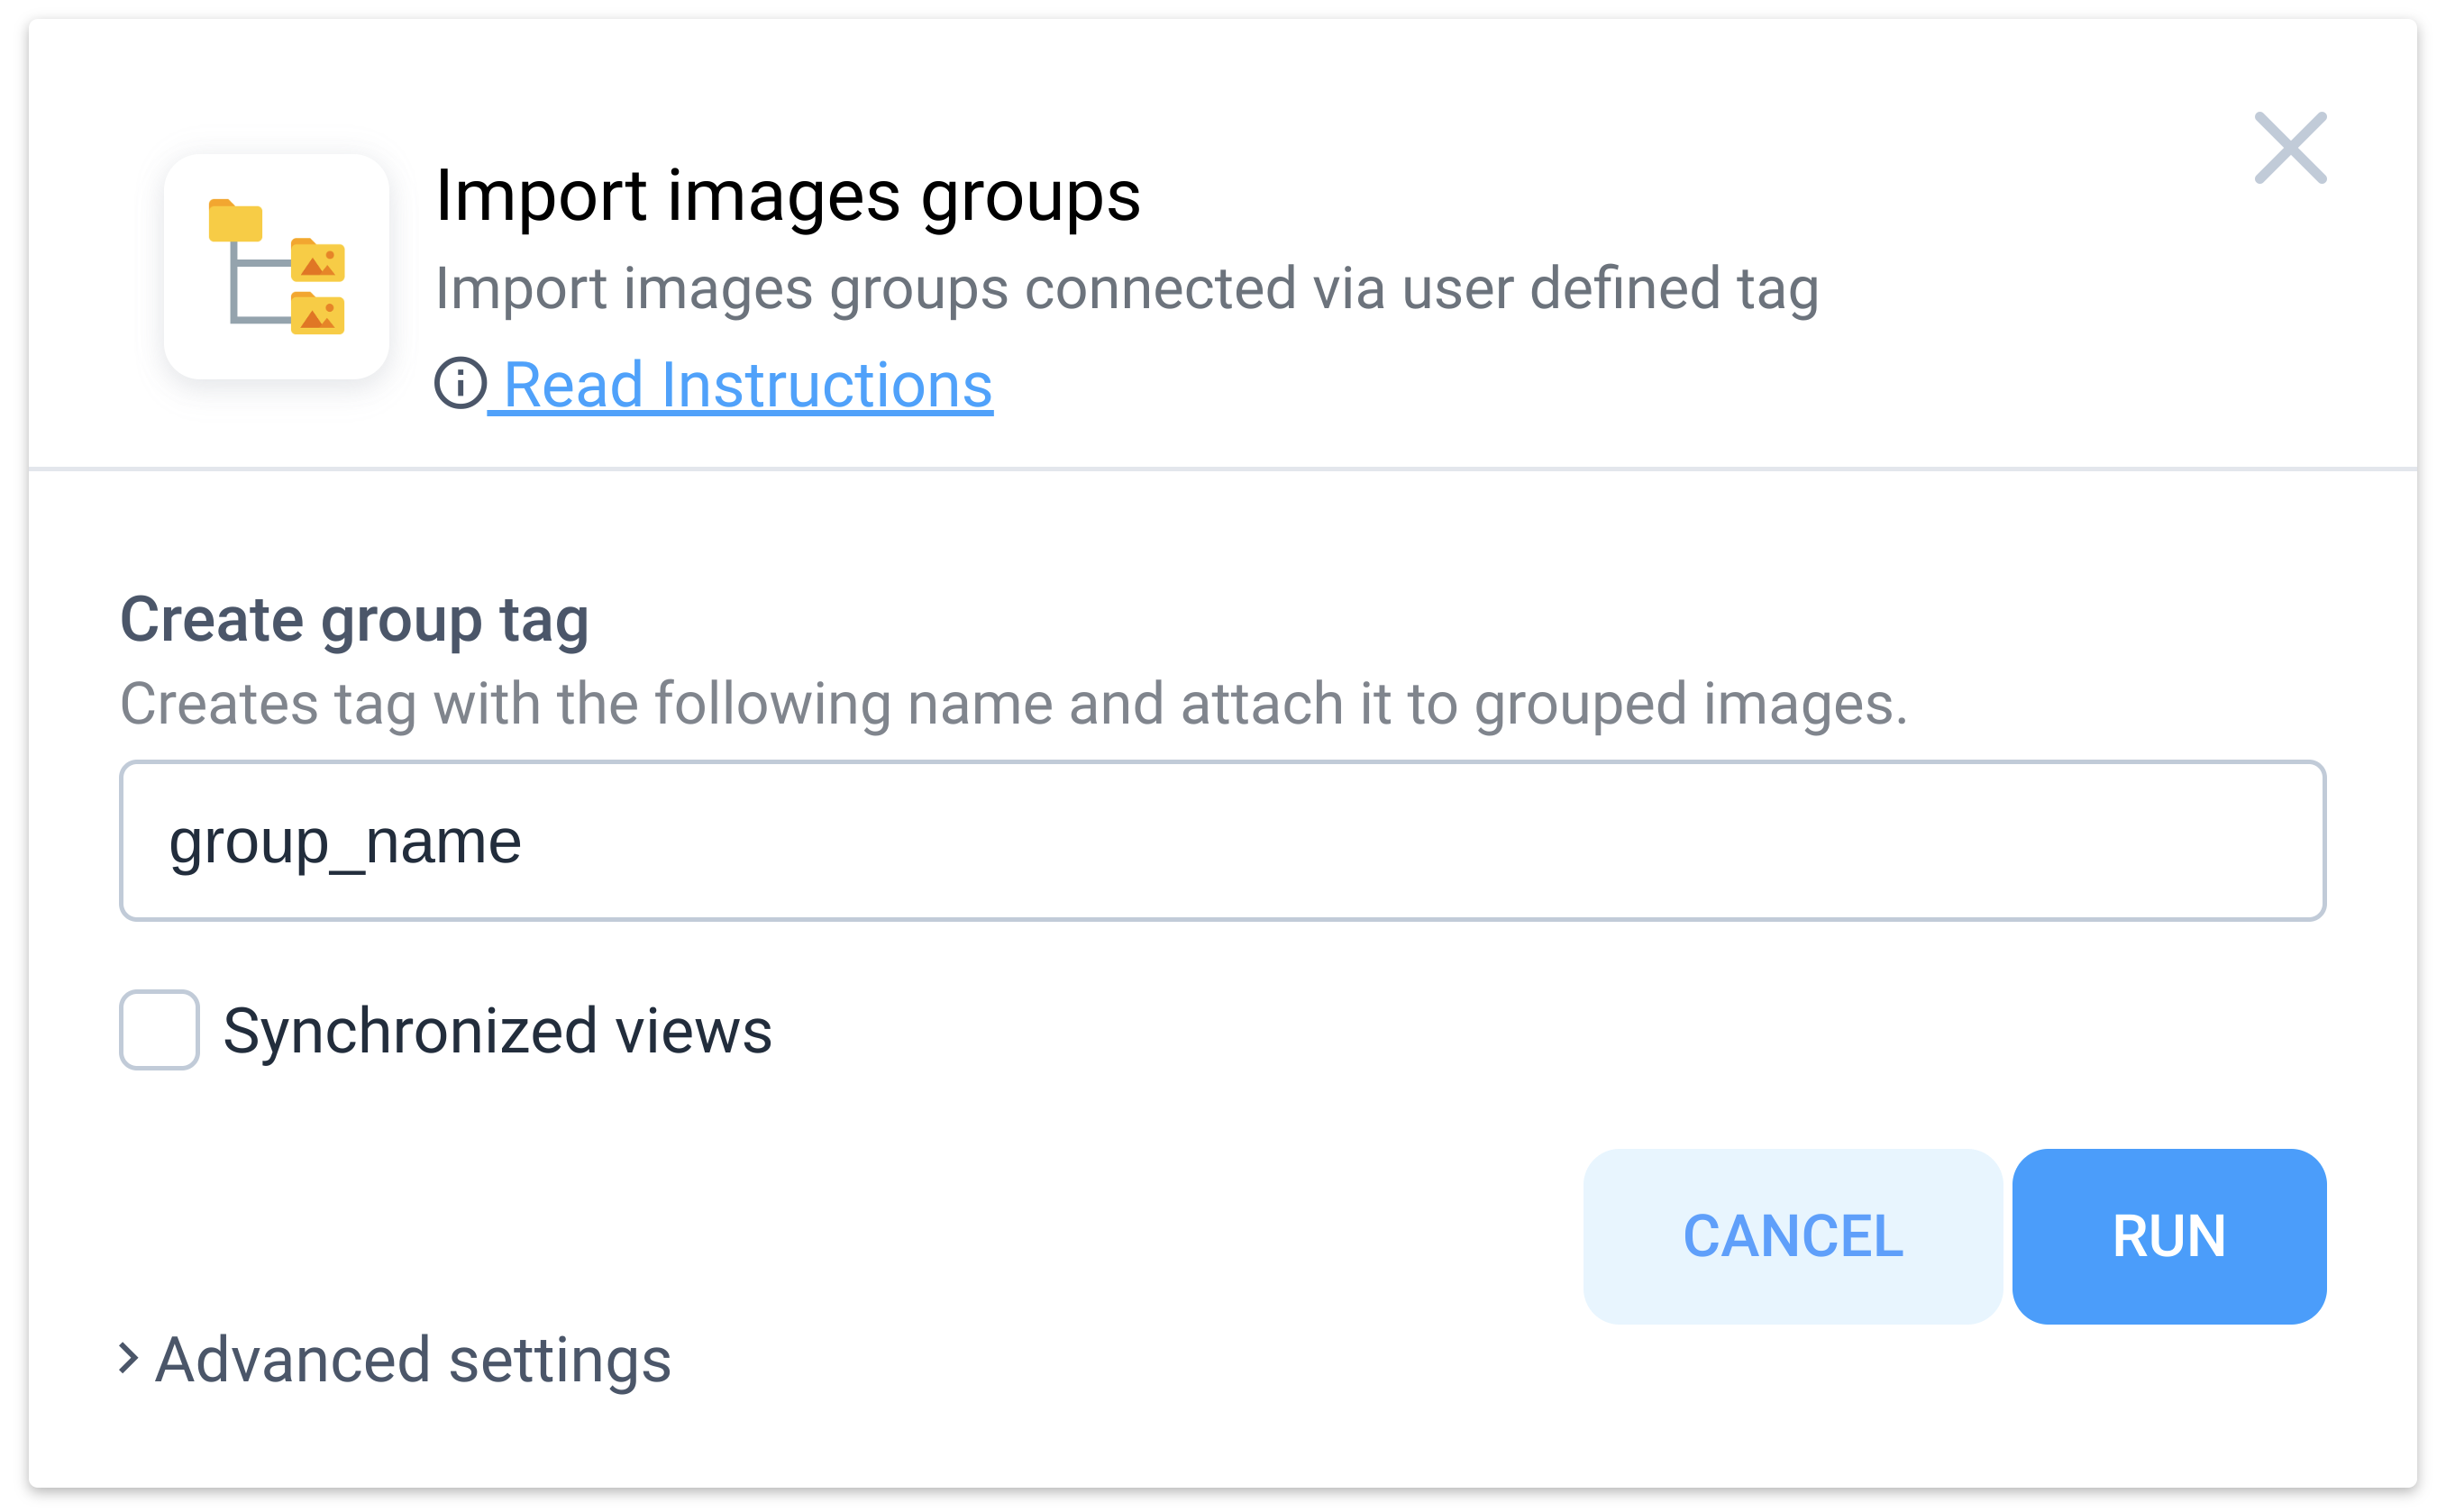 Import images groups
Import images groups connected via user defined tag
Read Instructions
Create group tag
Creates tag with the following name and attach it to grouped images.
group_name
Synchronized views
CANCEL RUN
Advanced settings